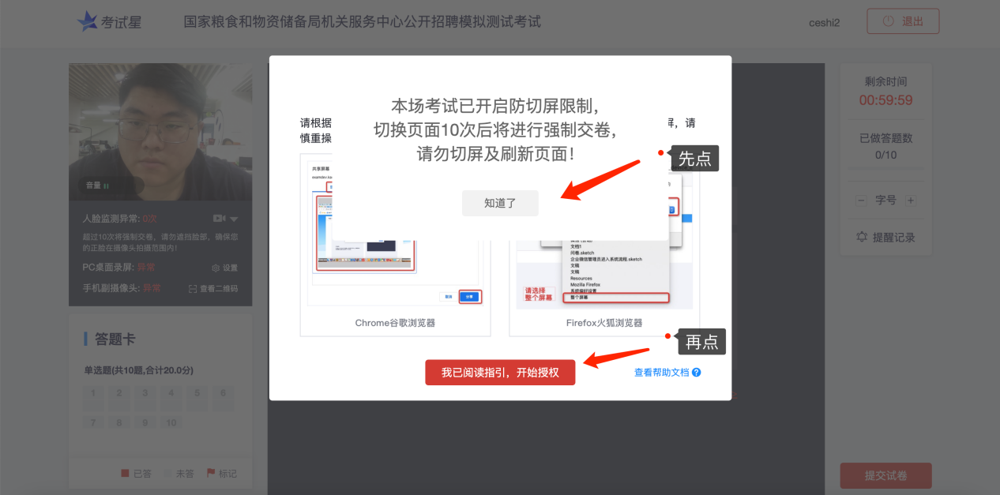 考试星
国家粮食和物资储备局机关服务中心公开招聘模拟测试考试
ceshi2
退出
音量
人脸监测异常: 0次
超过10次将强制交卷，请勿遮挡脸部，确保您
的正脸在摄像头拍摄范围内！
PC桌面录屏: 异常
设置
手机副摄像头: 异常
查看二维码
答题卡
单选题(共10题,合计20.0分)
1 2 3 4 5 6
7 8 9 10
已答 未答 标记
本场考试已开启防切屏限制，
切换页面10次后将进行强制交卷，
请勿切屏及刷新页面！
知道了
请根据
屏，请
慎重操
先点
共享屏幕
取消 分享
Chrome谷歌浏览器
文档1
问卷.sketch
企业微信管理员进入系统流程.sketch
文稿
文稿
Resources
Mozilla Firefox
系统偏好设置
整个屏幕
请选择
整个屏幕
Firefox火狐浏览器
再点
我已阅读指引，开始授权
查看帮助文档
剩余时间
00:59:59
已做答题数
0/10
字号
提醒记录
提交试卷